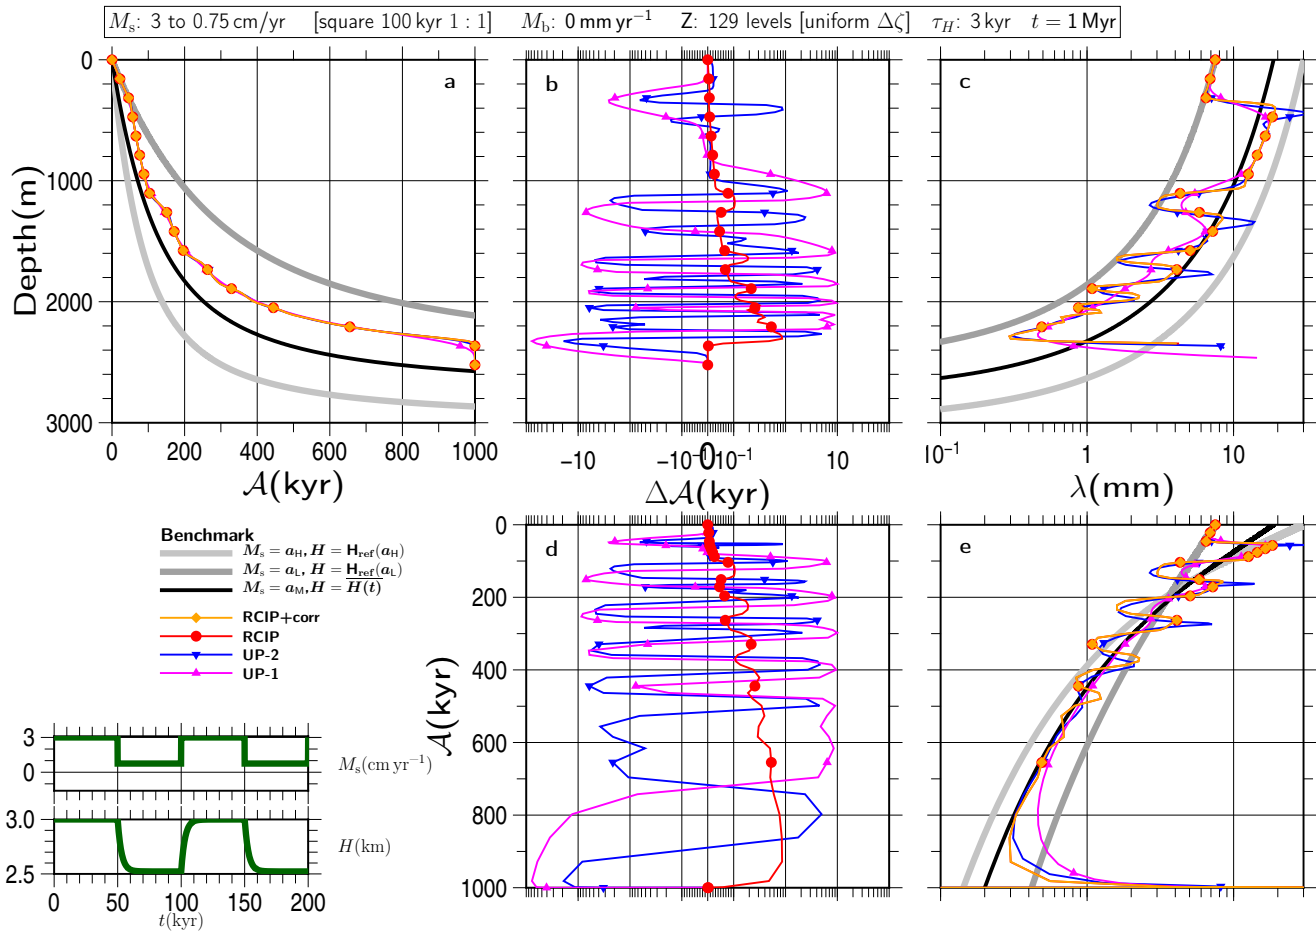 Mₛ: 3 to 0.75 cm/yr [square 100 kyr 1 : 1] M_b: 0 mm yr⁻¹ Z: 129 levels [uniform Δζ] τ_H: 3 kyr t = 1 Myr
a
b
c
0
1000
2000
3000
Depth(m)
0 200 400 600 800 1000
𝒜(kyr)
−10 −10⁻¹ 0 10⁻¹ 10
Δ𝒜(kyr)
10⁻¹ 1 10
λ(mm)
Benchmark
Mₛ = a_H, H = H_ref(a_H)
Mₛ = a_L, H = H_ref(a_L)
Mₛ = a_M, H = H̅(̅t̅)̅
RCIP+corr
RCIP
UP-2
UP-1
3
0
Mₛ(cm yr⁻¹)
3.0
2.5
H(km)
0 50 100 150 200
t(kyr)
d
e
0
200
400
600
800
1000
𝒜(kyr)